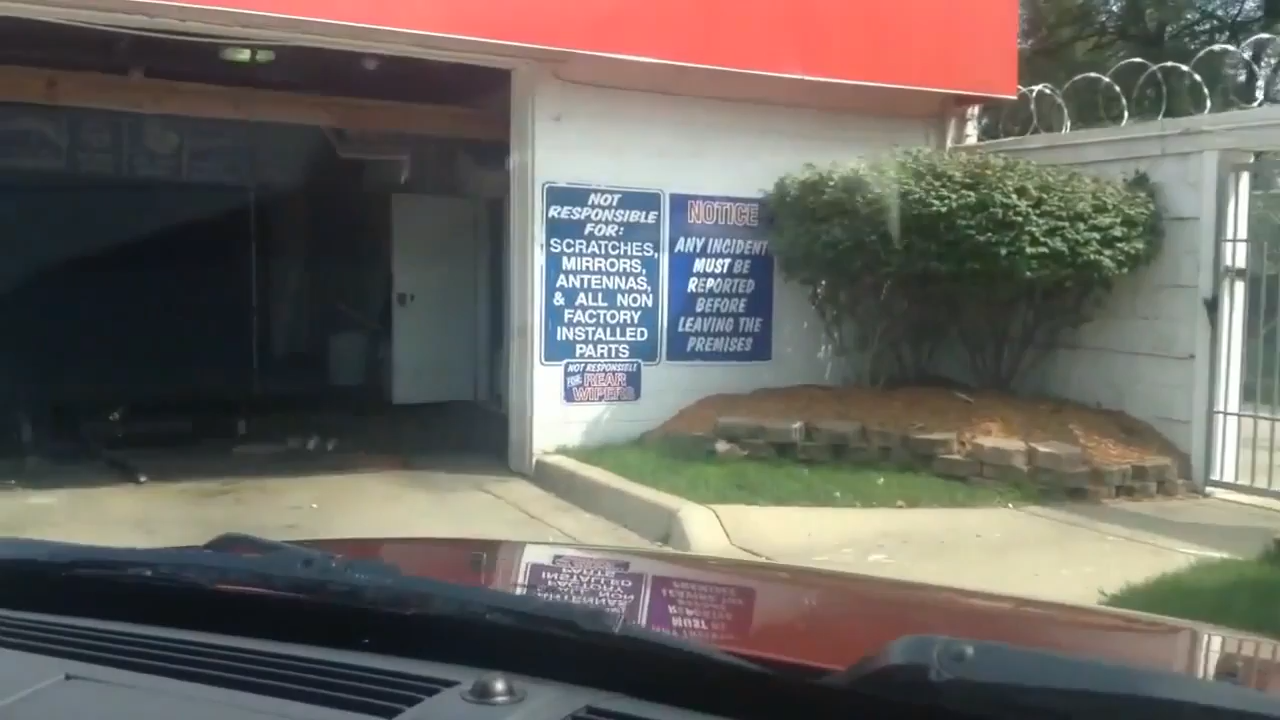 NOT
RESPONSIBLE
FOR:
SCRATCHES,
MIRRORS,
ANTENNAS,
& ALL NON
FACTORY
INSTALLED
PARTS
NOT RESPONSIBLE
FOR REAR
WIPERS
NOTICE
ANY INCIDENT
MUST BE
REPORTED
BEFORE
LEAVING THE
PREMISES